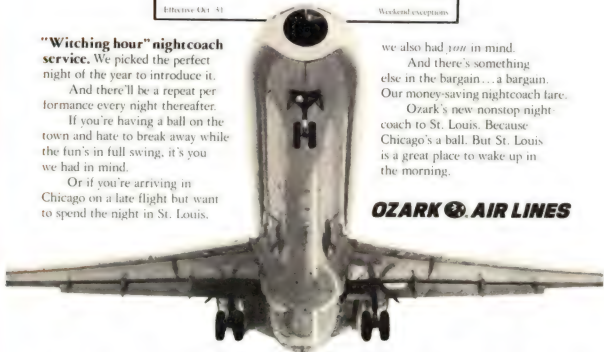 Effective Oct. 31
Weekend exceptions
"Witching hour" nightcoach
service. We picked the perfect
night of the year to introduce it.
And there'll be a repeat per
formance every night thereafter.
If you're having a ball on the
town and hate to break away while
the fun's in full swing, it's you
we had in mind.
Or if you're arriving in
Chicago on a late flight but want
to spend the night in St. Louis,
we also had you in mind.
And there's something
else in the bargain...a bargain.
Our money-saving nightcoach fare.
Ozark's new nonstop night
coach to St. Louis. Because
Chicago's a ball. But St. Louis
is a great place to wake up in
the morning.
OZARK AIR LINES